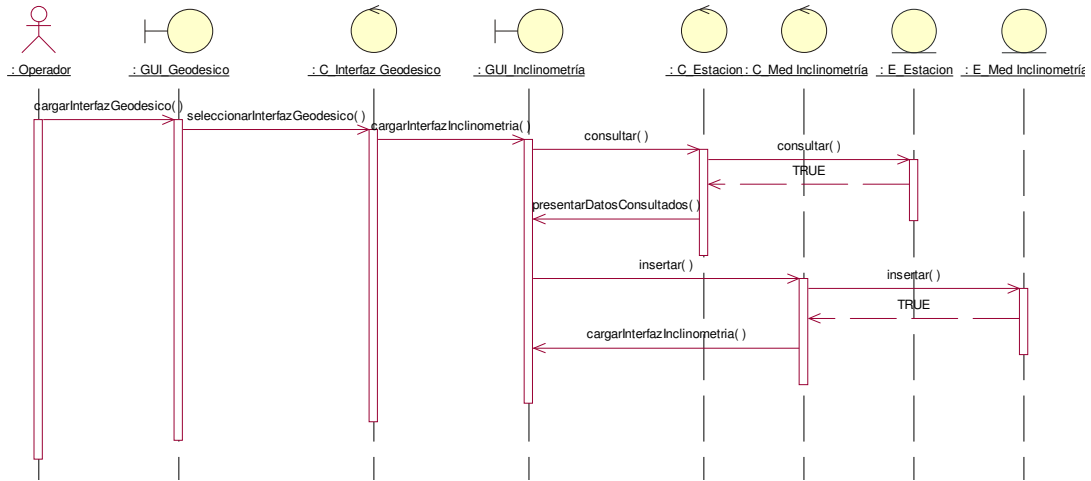 : Operador
: GUI_Geodesico
: C_Interfaz Geodesico
: GUI_Inclinometría
: C_Estacion
: C_Med Inclinometría
: E_Estacion
: E_Med Inclinometría
cargarInterfazGeodesico( )
seleccionarInterfazGeodesico( )
cargarInterfazInclinometria( )
consultar( )
consultar( )
TRUE
presentarDatosConsultados( )
insertar( )
insertar( )
TRUE
cargarInterfazInclinometria( )